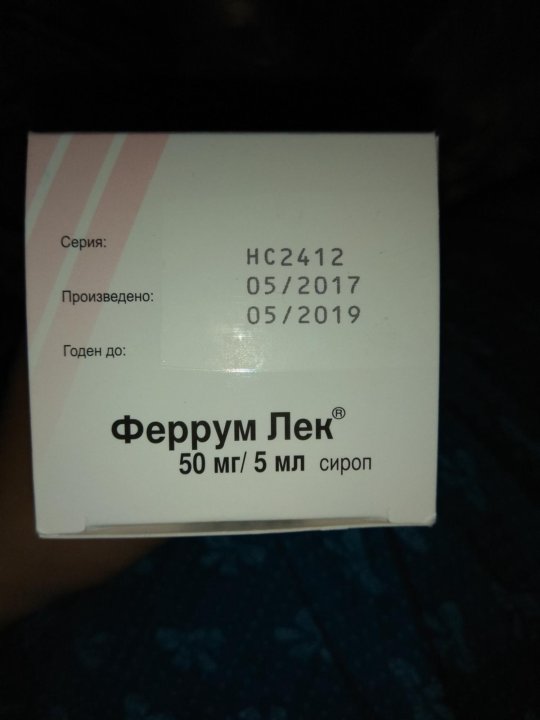 Серия:
HC2412
Произведено:
05/2017
Годен до:
05/2019
Феррум Лек®
50 мг/ 5 мл сироп